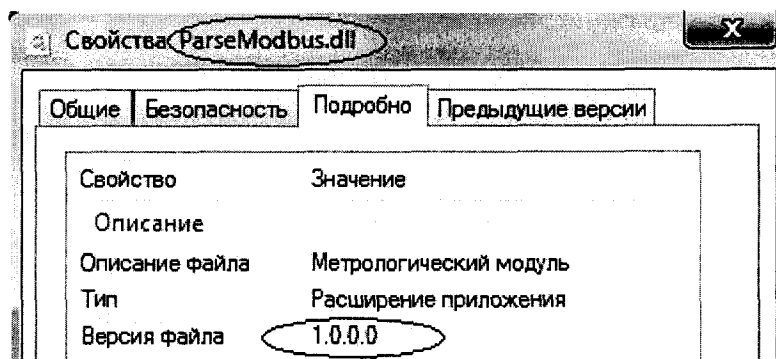 Свойства: ParseModbus.dll
X
Общие Безопасность Подробно Предыдущие версии
Свойство Значение
Описание
Описание файла Метрологический модуль
Тип Расширение приложения
Версия файла 1.0.0.0